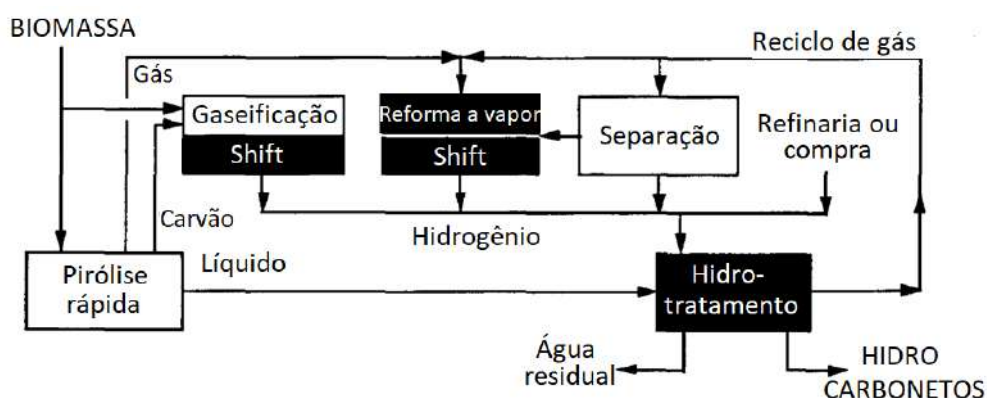 BIOMASSA
Reciclo de gás
Gás
Gaseificação
Shift
Reforma a vapor
Shift
Separação
Refinaria ou
compra
Carvão
Hidrogênio
Pirólise
rápida
Líquido
Hidro-
tratamento
Água
residual
HIDRO
CARBONETOS